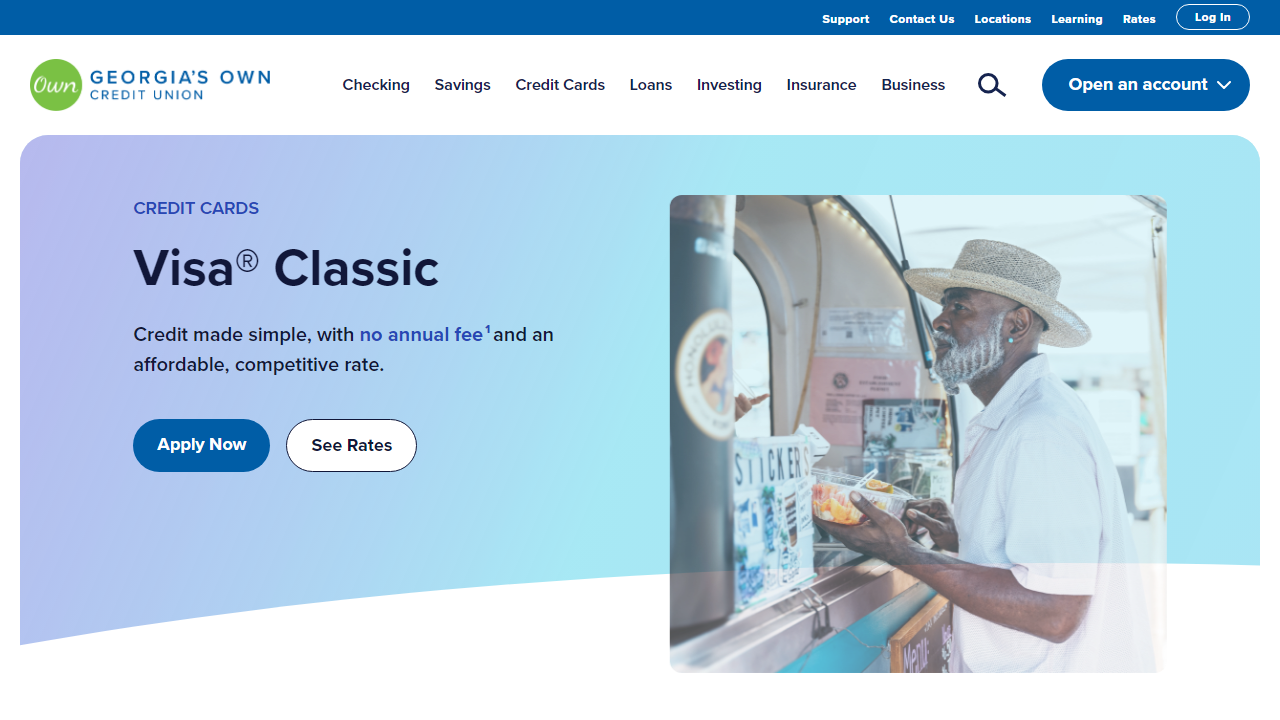 Support Contact Us Locations Learning Rates Log In
Own GEORGIA'S OWN
CREDIT UNION
Checking Savings Credit Cards Loans Investing Insurance Business
Open an account
CREDIT CARDS
Visa® Classic
Credit made simple, with no annual fee¹ and an
affordable, competitive rate.
Apply Now See Rates
HONOLULU
STICKERS
Menu: